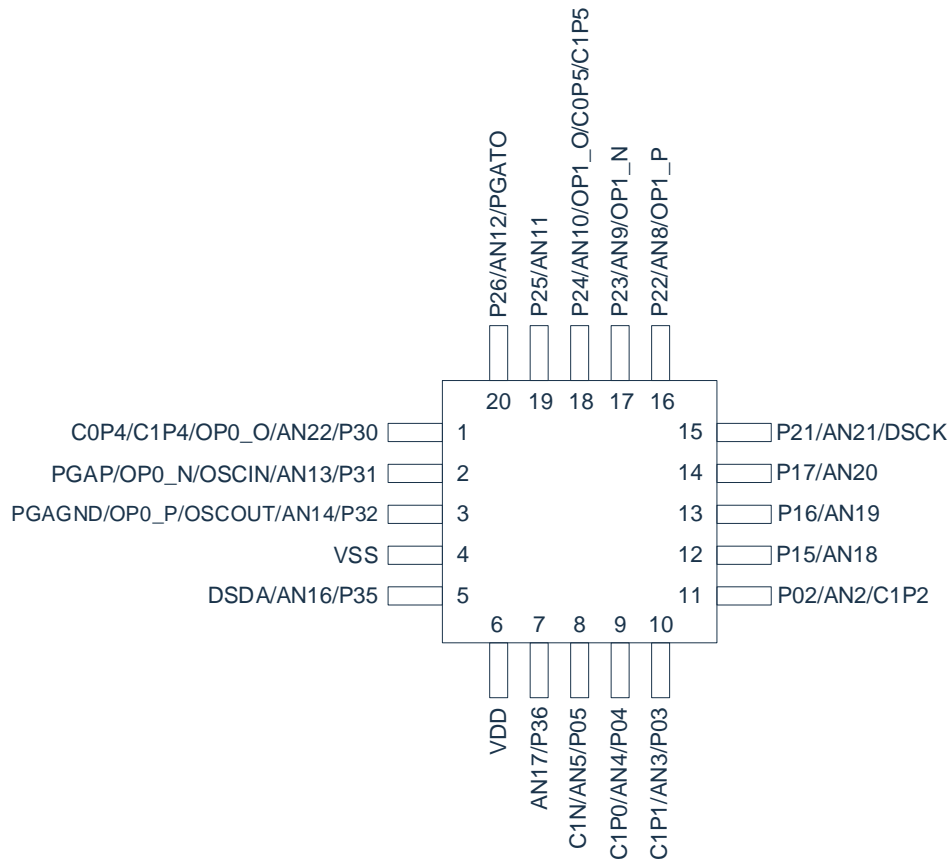 P26/AN12/PGATO
P25/AN11
P24/AN10/OP1_O/C0P5/C1P5
P23/AN9/OP1_N
P22/AN8/OP1_P
20 19 18 17 16
C0P4/C1P4/OP0_O/AN22/P30 1
15 P21/AN21/DSCK
PGAP/OP0_N/OSCIN/AN13/P31 2
14 P17/AN20
PGAGND/OP0_P/OSCOUT/AN14/P32 3
13 P16/AN19
VSS 4
12 P15/AN18
DSDA/AN16/P35 5
11 P02/AN2/C1P2
6 7 8 9 10
VDD
AN17/P36
C1N/AN5/P05
C1P0/AN4/P04
C1P1/AN3/P03